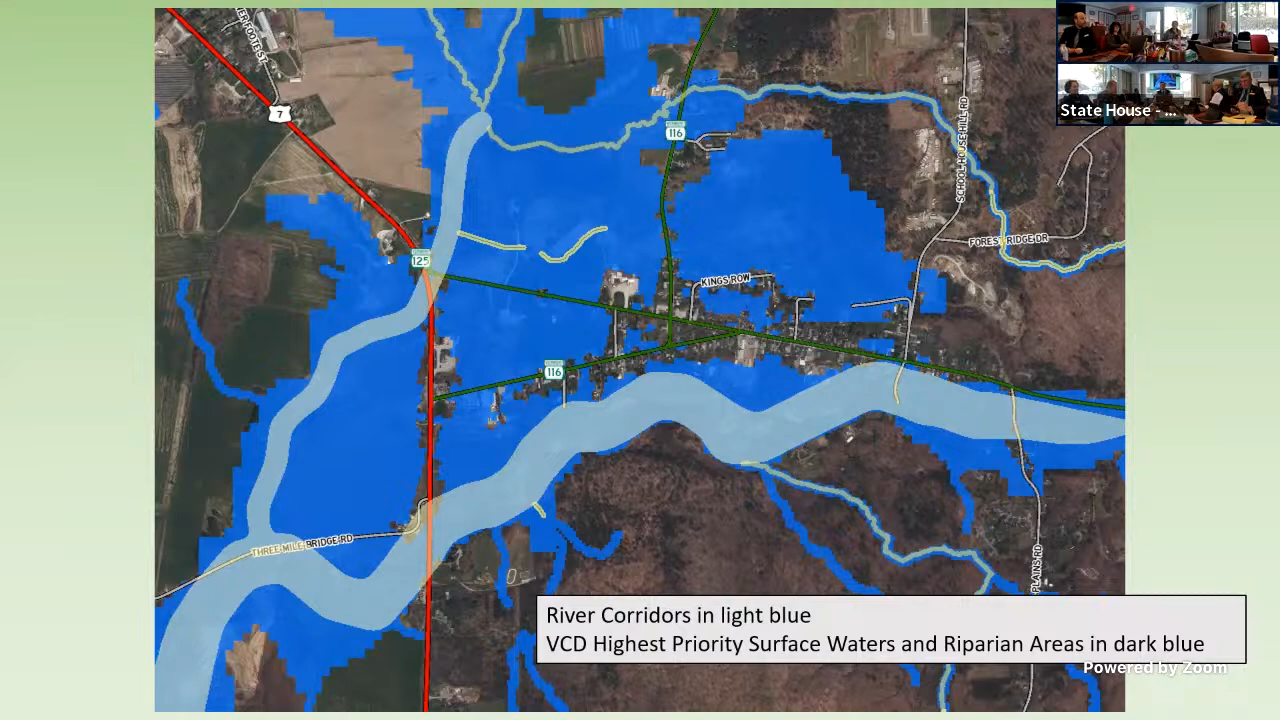 7
116
SCHOOL HOUSE HILL RD
FOREST RIDGE DR
125
KINGS ROW
116
THREE MILE BRIDGE RD
PLAINS RD
State House - ...
River Corridors in light blue
VCD Highest Priority Surface Waters and Riparian Areas in dark blue
Powered by Zoom